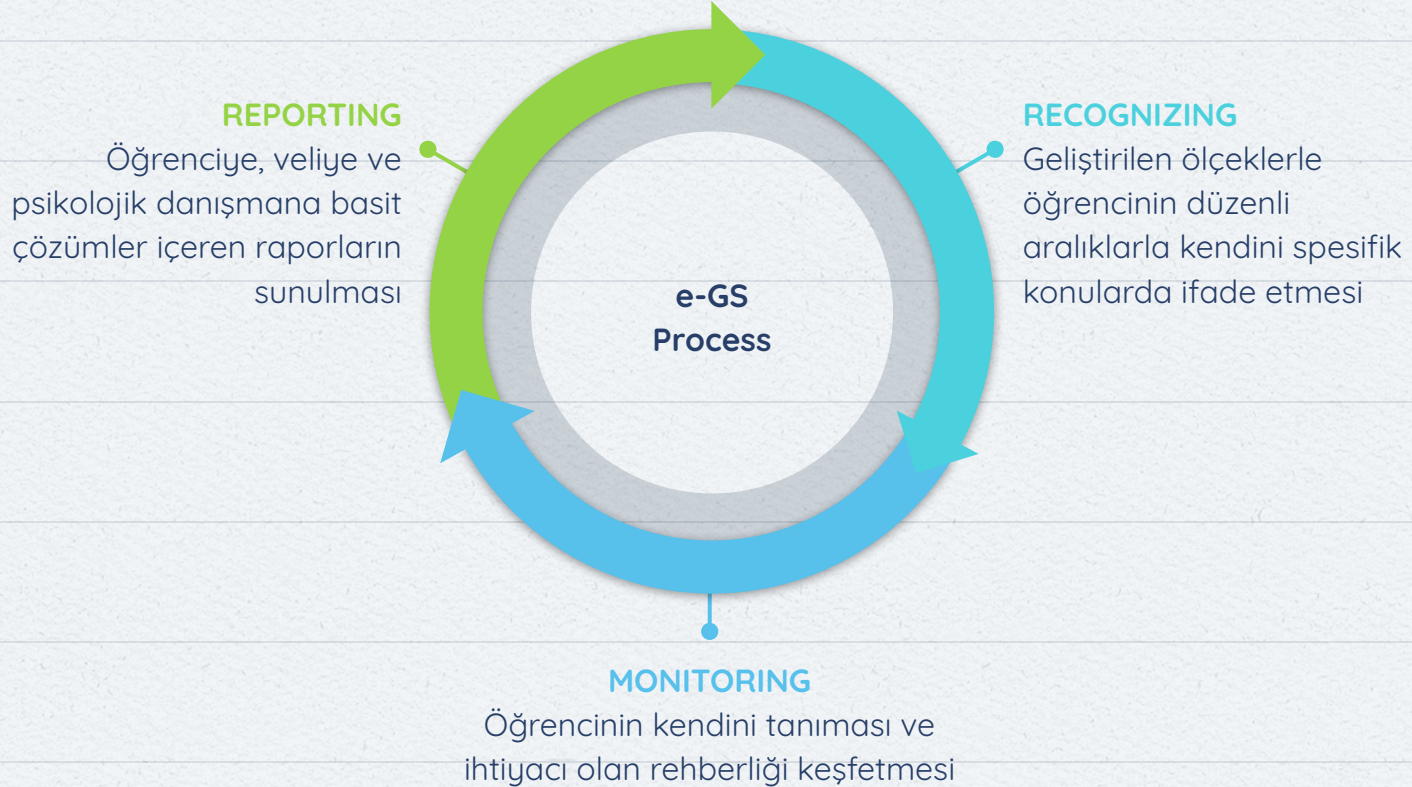 REPORTING
Öğrenciye, veliye ve
psikolojik danışmana basit
çözümler içeren raporların
sunulması
RECOGNIZING
Geliştirilen ölçeklerle
öğrencinin düzenli
aralıklarla kendini spesifik
konularda ifade etmesi
e-GS
Process
MONITORING
Öğrencinin kendini tanıması ve
ihtiyacı olan rehberliği keşfetmesi